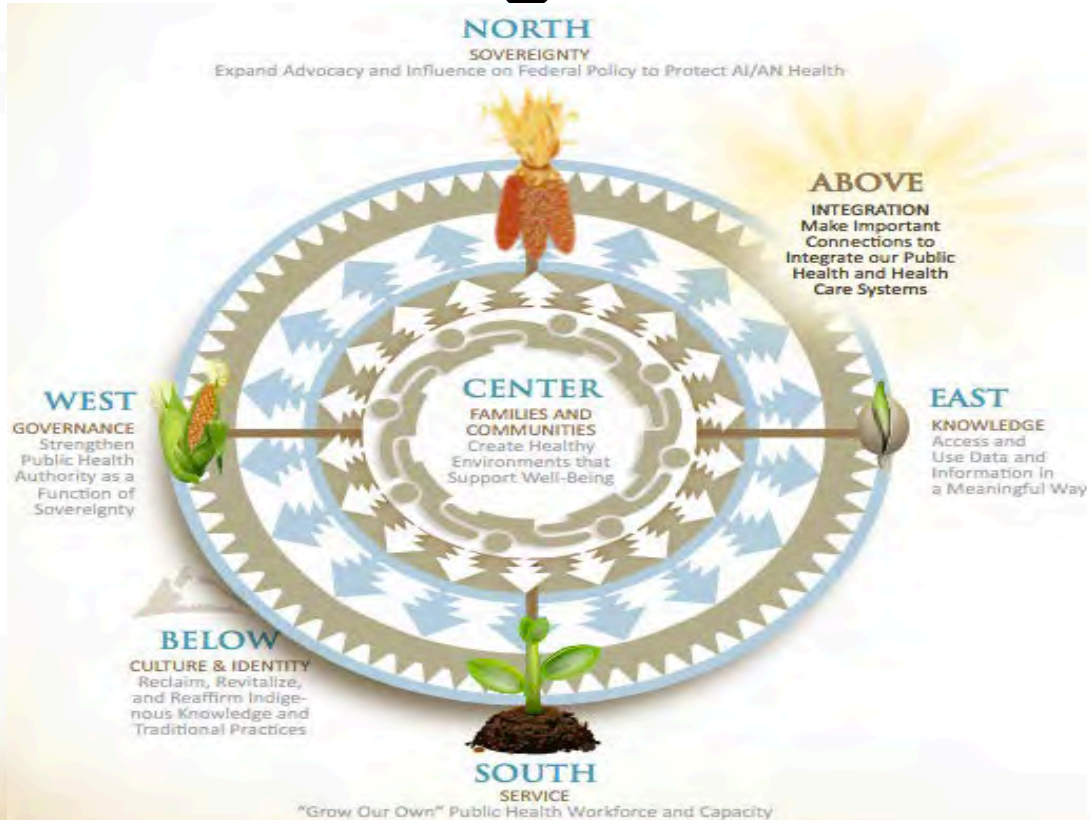 NORTH
SOVEREIGNTY
Expand Advocacy and Influence on Federal Policy to Protect AI/AN Health
ABOVE
INTEGRATION
Make Important
Connections to
Integrate our Public
Health and Health
Care Systems
WEST
GOVERNANCE
Strengthen
Public Health
Authority as a
Function of
Sovereignty
CENTER
FAMILIES AND
COMMUNITIES
Create Healthy
Environments that
Support Well-Being
EAST
KNOWLEDGE
Access and
Use Data and
Information in
a Meaningful Way
BELOW
CULTURE & IDENTITY
Reclaim, Revitalize,
and Reaffirm Indige-
nous Knowledge and
Traditional Practices
SOUTH
SERVICE
"Grow Our Own" Public Health Workforce and Capacity